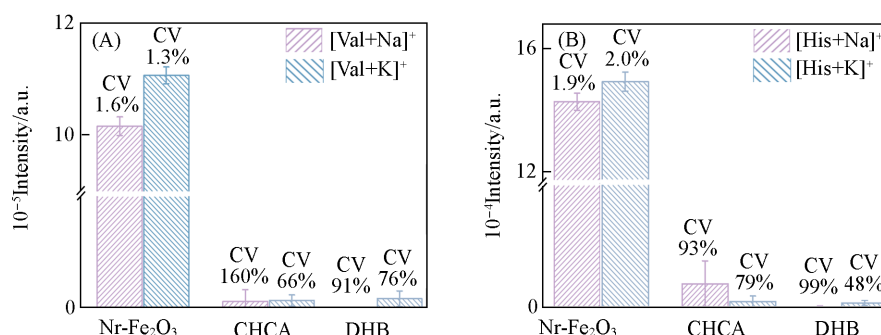 (A)
[Val+Na]⁺
[Val+K]⁺
12
10
0
10⁻⁵Intensity/a.u.
CV
1.6%
CV
1.3%
CV
160%
CV
66%
CV
91%
CV
76%
Nr-Fe₂O₃
CHCA
DHB
(B)
[His+Na]⁺
[His+K]⁺
16
12
0
10⁻⁴Intensity/a.u.
CV
1.9%
CV
2.0%
CV
93%
CV
79%
CV
99%
CV
48%
Nr-Fe₂O₃
CHCA
DHB